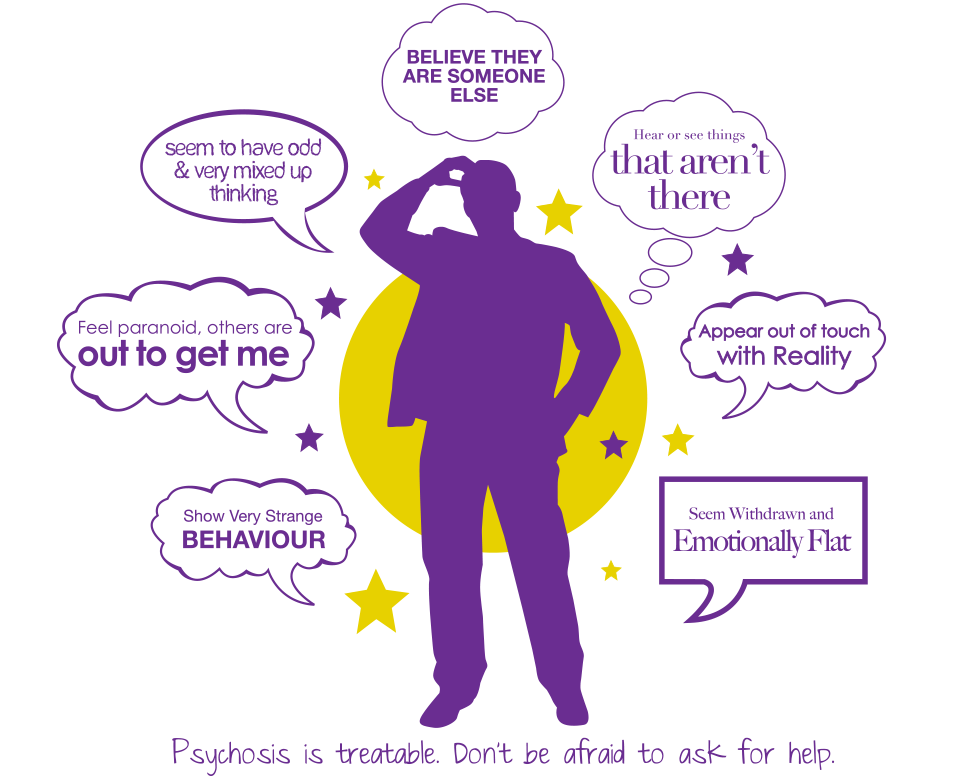 BELIEVE THEY
ARE SOMEONE
ELSE
seem to have odd
& very mixed up
thinking
Hear or see things
that aren't
there
Feel paranoid, others are
out to get me
Appear out of touch
with Reality
Show Very Strange
BEHAVIOUR
Seem Withdrawn and
Emotionally Flat
Psychosis is treatable. Don't be afraid to ask for help.